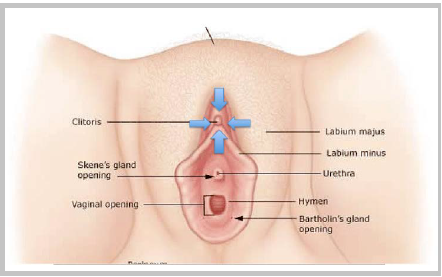 Clitoris
Labium majus
Labium minus
Skene's gland
opening
Urethra
Vaginal opening
Hymen
Bartholin's gland
opening